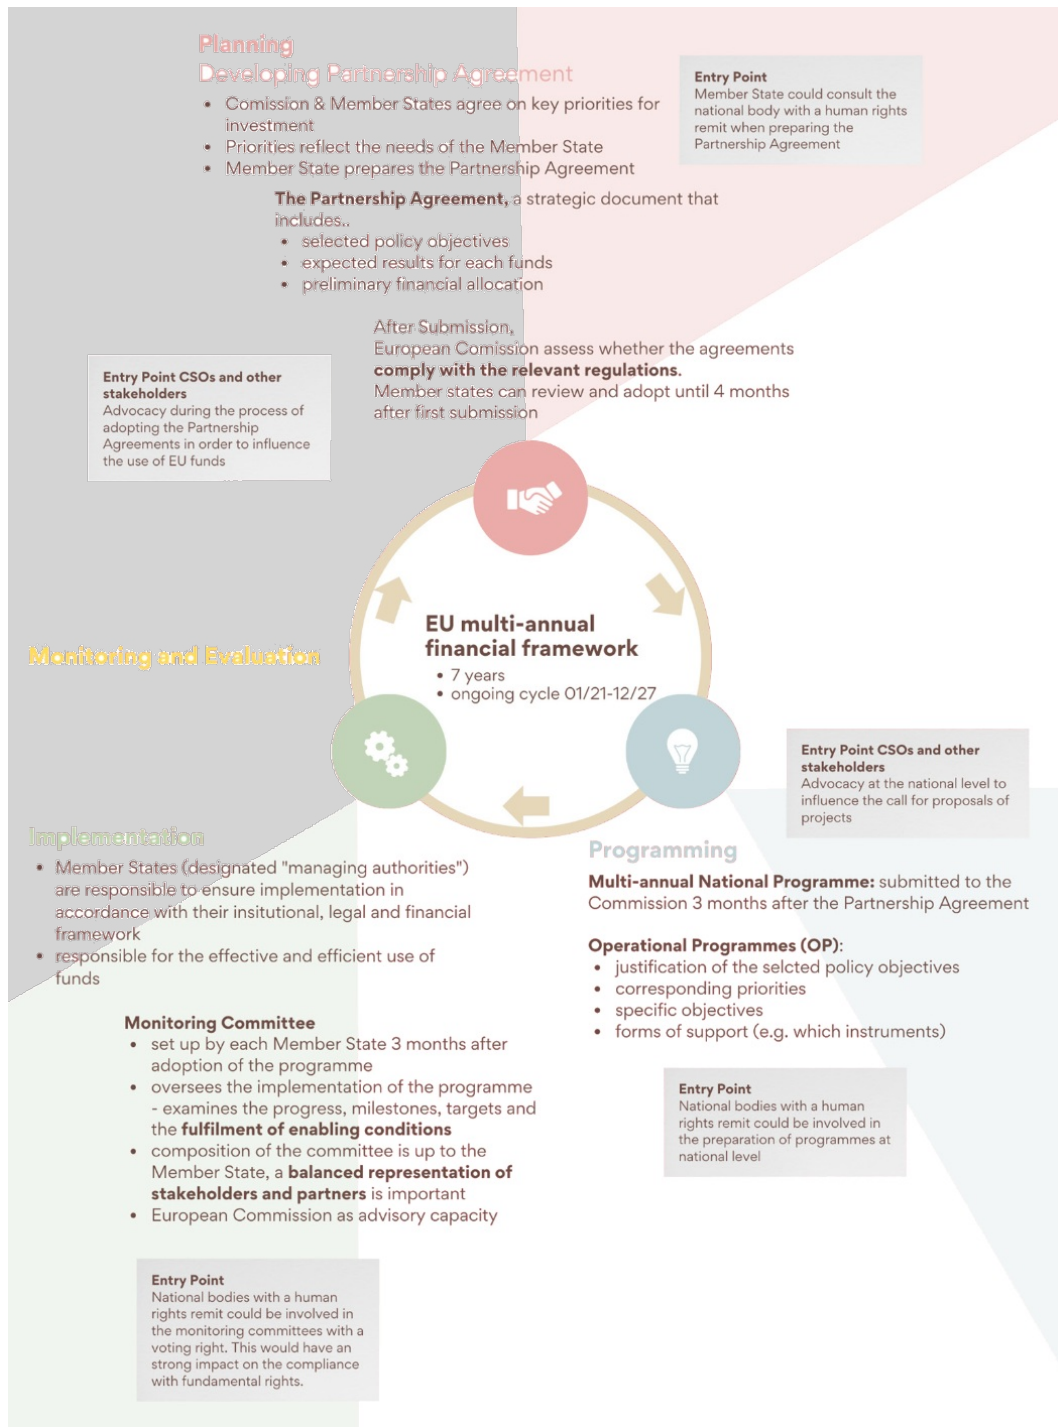 Planning
Developing Partnership Agreement
• Comission & Member States agree on key priorities for
investment
• Priorities reflect the needs of the Member State
• Member State prepares the Partnership Agreement
The Partnership Agreement, a strategic document that
includes..
• selected policy objectives
• expected results for each funds
• preliminary financial allocation
After Submission,
European Comission assess whether the agreements
comply with the relevant regulations.
Member states can review and adopt until 4 months
after first submission
Entry Point
Member State could consult the
national body with a human rights
remit when preparing the
Partnership Agreement
Entry Point CSOs and other
stakeholders
Advocacy during the process of
adopting the Partnership
Agreements in order to influence
the use of EU funds
EU multi-annual
financial framework
• 7 years
• ongoing cycle 01/21-12/27
Monitoring and Evaluation
Entry Point CSOs and other
stakeholders
Advocacy at the national level to
influence the call for proposals of
projects
Programming
Multi-annual National Programme: submitted to the
Commission 3 months after the Partnership Agreement
Operational Programmes (OP):
• justification of the selcted policy objectives
• corresponding priorities
• specific objectives
• forms of support (e.g. which instruments)
Entry Point
National bodies with a human
rights remit could be involved in
the preparation of programmes at
national level
Implementation
• Member States (designated "managing authorities")
are responsible to ensure implementation in
accordance with their insitutional, legal and financial
framework
• responsible for the effective and efficient use of
funds
Monitoring Committee
• set up by each Member State 3 months after
adoption of the programme
• oversees the implementation of the programme
- examines the progress, milestones, targets and
the fulfilment of enabling conditions
• composition of the committee is up to the
Member State, a balanced representation of
stakeholders and partners is important
• European Commission as advisory capacity
Entry Point
National bodies with a human
rights remit could be involved in
the monitoring committees with a
voting right. This would have an
strong impact on the compliance
with fundamental rights.